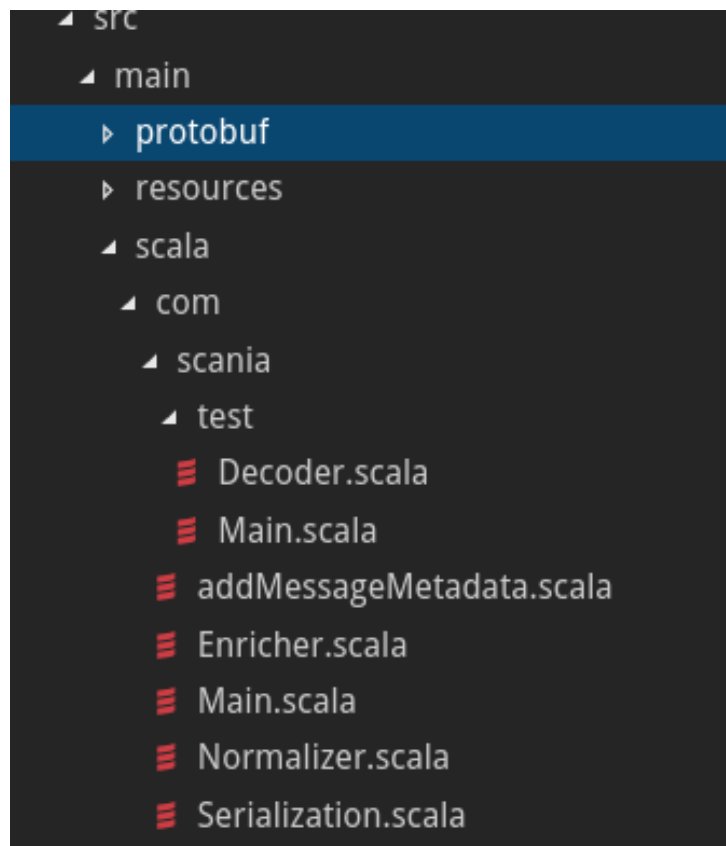 src
main
protobuf
resources
scala
com
scania
test
Decoder.scala
Main.scala
addMessageMetadata.scala
Enricher.scala
Main.scala
Normalizer.scala
Serialization.scala